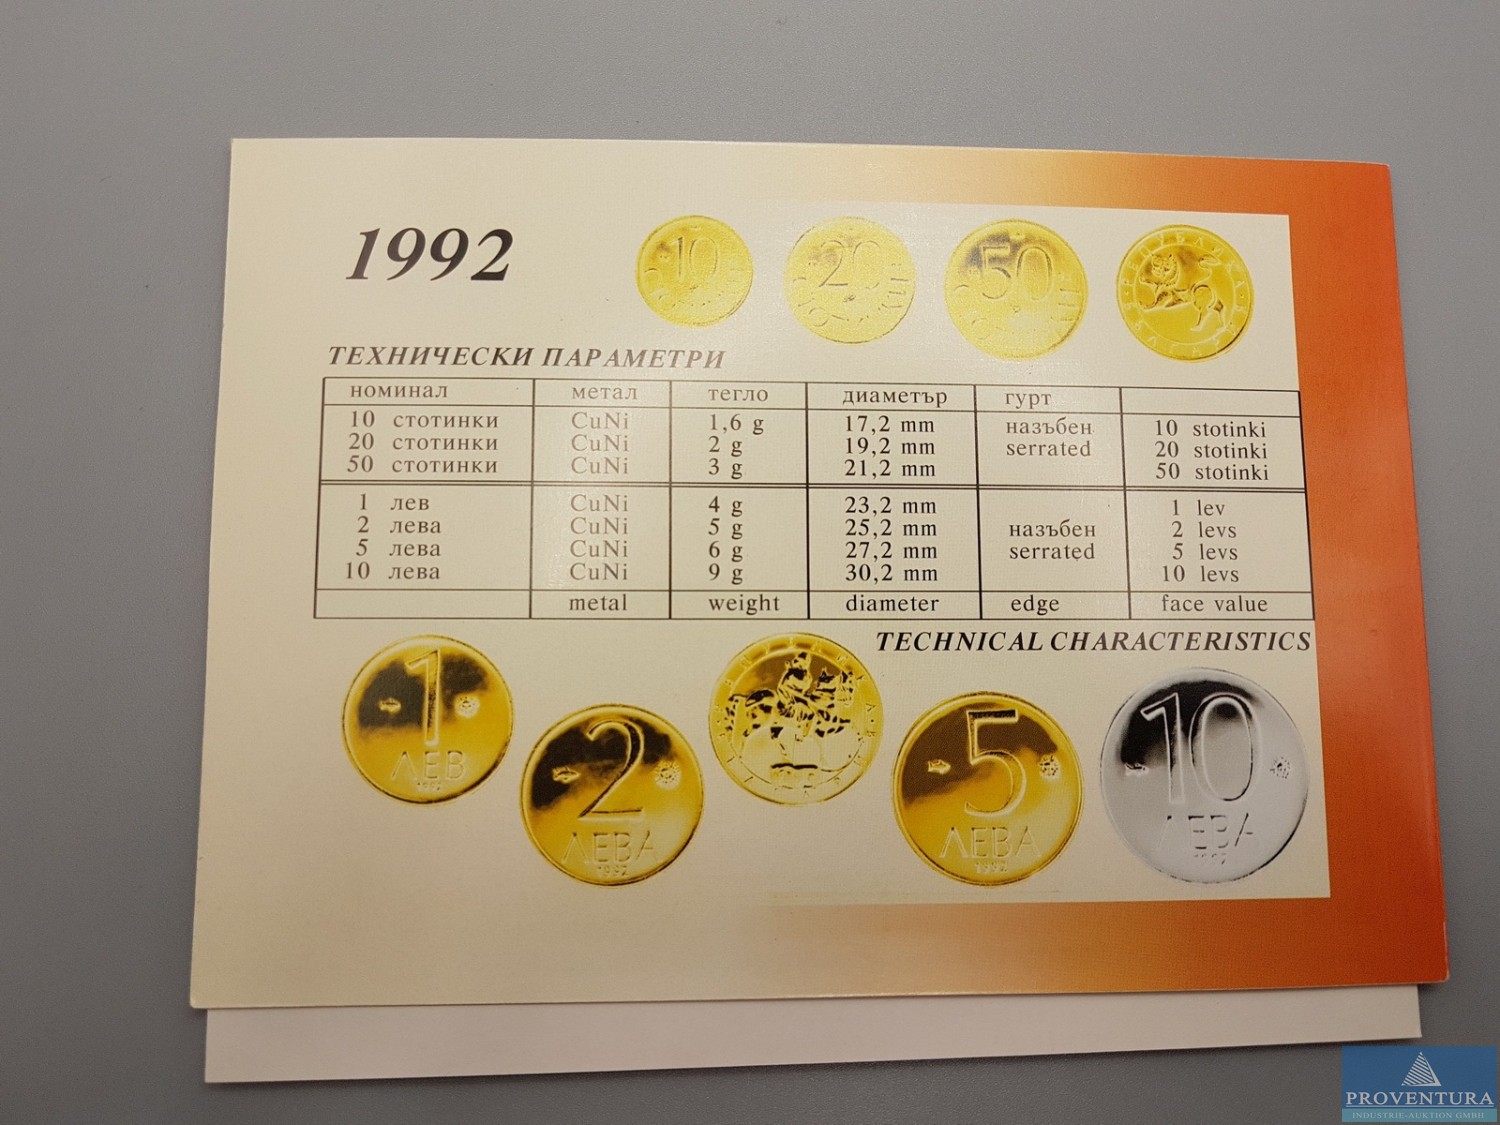 1992
10
20
50
ТЕХНИЧЕСКИ ПАРАМЕТРИ
номинал метал тегло диаметър гурт
10 стотинки CuNi 1,6 g 17,2 mm назъбен 10 stotinki
20 стотинки CuNi 2 g 19,2 mm serrated 20 stotinki
50 стотинки CuNi 3 g 21,2 mm 50 stotinki
1 лев CuNi 4 g 23,2 mm 1 lev
2 лева CuNi 5 g 25,2 mm назъбен 2 levs
5 лева CuNi 6 g 27,2 mm serrated 5 levs
10 лева CuNi 9 g 30,2 mm 10 levs
metal weight diameter edge face value
TECHNICAL CHARACTERISTICS
1
ЛЕВ
1992
2
ЛЕВА
1992
5
ЛЕВА
1992
10
ЛЕВА
1992
PROVENTURA
INDUSTRIE-AUKTION GMBH